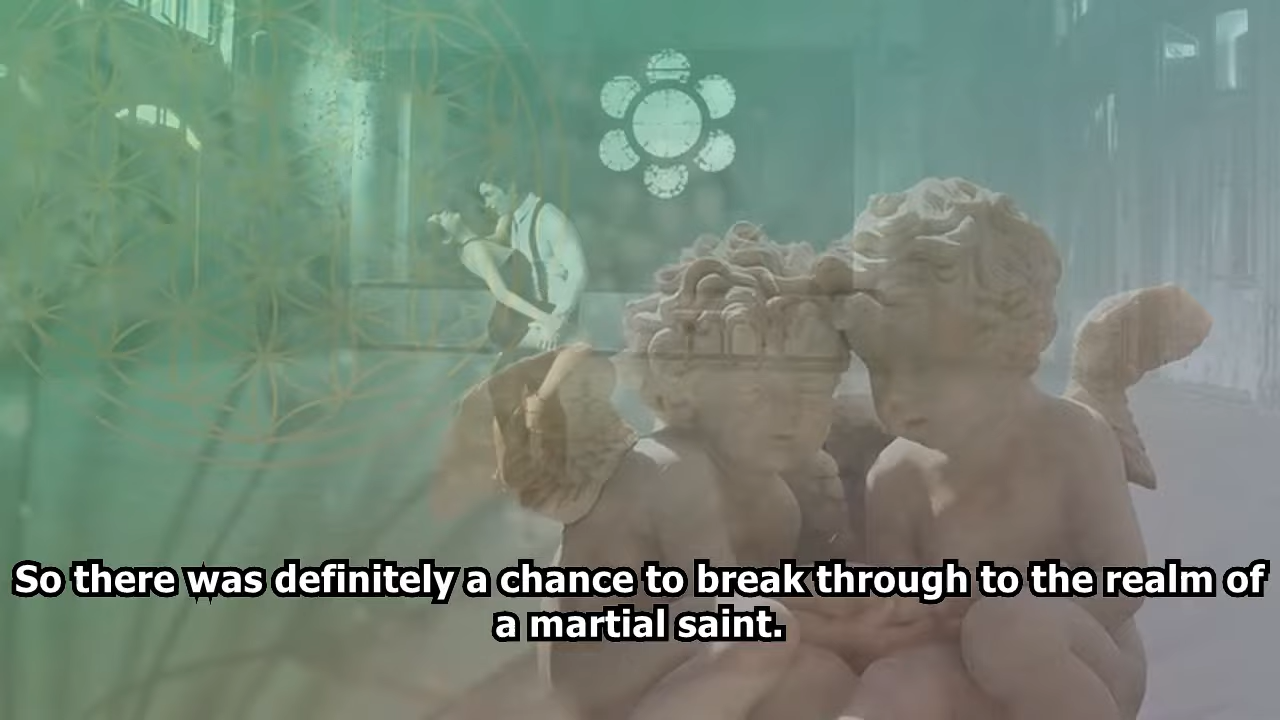 So there was definitely a chance to break through to the realm of
a martial saint.